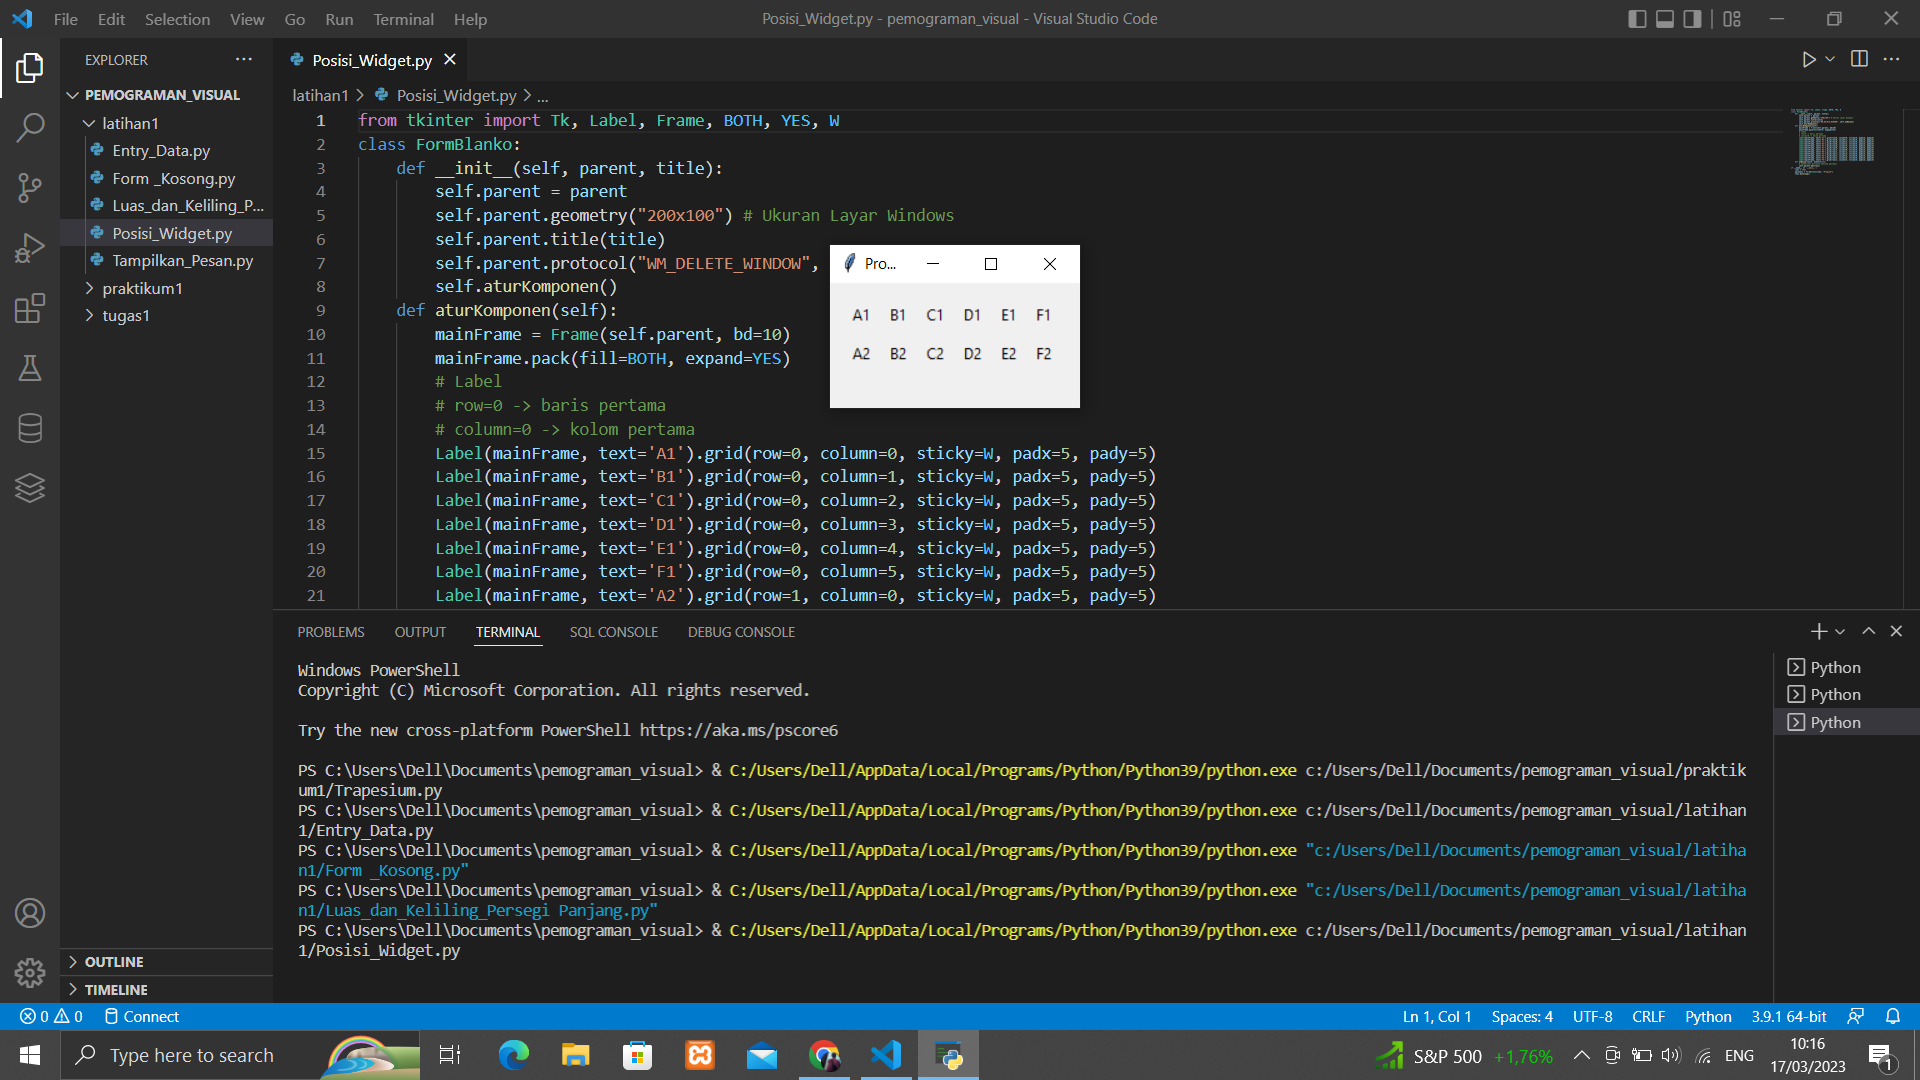 File Edit Selection View Go Run Terminal Help
Posisi_Widget.py - pemograman_visual - Visual Studio Code
EXPLORER
PEMOGRAMAN_VISUAL
latihan1
Entry_Data.py
Form _Kosong.py
Luas_dan_Keliling_P...
Posisi_Widget.py
Tampilkan_Pesan.py
praktikum1
tugas1
OUTLINE
TIMELINE
Posisi_Widget.py
latihan1 > Posisi_Widget.py > ...
1 from tkinter import Tk, Label, Frame, BOTH, YES, W
2 class FormBlanko:
3 def __init__(self, parent, title):
4 self.parent = parent
5 self.parent.geometry("200x100") # Ukuran Layar Windows
6 self.parent.title(title)
7 self.parent.protocol("WM_DELETE_WINDOW",
8 self.aturKomponen()
9 def aturKomponen(self):
10 mainFrame = Frame(self.parent, bd=10)
11 mainFrame.pack(fill=BOTH, expand=YES)
12 # Label
13 # row=0 -> baris pertama
14 # column=0 -> kolom pertama
15 Label(mainFrame, text='A1').grid(row=0, column=0, sticky=W, padx=5, pady=5)
16 Label(mainFrame, text='B1').grid(row=0, column=1, sticky=W, padx=5, pady=5)
17 Label(mainFrame, text='C1').grid(row=0, column=2, sticky=W, padx=5, pady=5)
18 Label(mainFrame, text='D1').grid(row=0, column=3, sticky=W, padx=5, pady=5)
19 Label(mainFrame, text='E1').grid(row=0, column=4, sticky=W, padx=5, pady=5)
20 Label(mainFrame, text='F1').grid(row=0, column=5, sticky=W, padx=5, pady=5)
21 Label(mainFrame, text='A2').grid(row=1, column=0, sticky=W, padx=5, pady=5)
Pro...
A1 B1 C1 D1 E1 F1
A2 B2 C2 D2 E2 F2
PROBLEMS OUTPUT TERMINAL SQL CONSOLE DEBUG CONSOLE
Windows PowerShell
Copyright (C) Microsoft Corporation. All rights reserved.
Try the new cross-platform PowerShell https://aka.ms/pscore6
PS C:\Users\Dell\Documents\pemograman_visual> & C:/Users/Dell/AppData/Local/Programs/Python/Python39/python.exe c:/Users/Dell/Documents/pemograman_visual/praktik
um1/Trapesium.py
PS C:\Users\Dell\Documents\pemograman_visual> & C:/Users/Dell/AppData/Local/Programs/Python/Python39/python.exe c:/Users/Dell/Documents/pemograman_visual/latihan
1/Entry_Data.py
PS C:\Users\Dell\Documents\pemograman_visual> & C:/Users/Dell/AppData/Local/Programs/Python/Python39/python.exe "c:/Users/Dell/Documents/pemograman_visual/latiha
n1/Form _Kosong.py"
PS C:\Users\Dell\Documents\pemograman_visual> & C:/Users/Dell/AppData/Local/Programs/Python/Python39/python.exe "c:/Users/Dell/Documents/pemograman_visual/latiha
n1/Luas_dan_Keliling_Persegi Panjang.py"
PS C:\Users\Dell\Documents\pemograman_visual> & C:/Users/Dell/AppData/Local/Programs/Python/Python39/python.exe c:/Users/Dell/Documents/pemograman_visual/latihan
1/Posisi_Widget.py
Python
Python
Python
0 0 Connect
Ln 1, Col 1 Spaces: 4 UTF-8 CRLF Python 3.9.1 64-bit
Type here to search
S&P 500 +1,76% ENG
10:16
17/03/2023
1